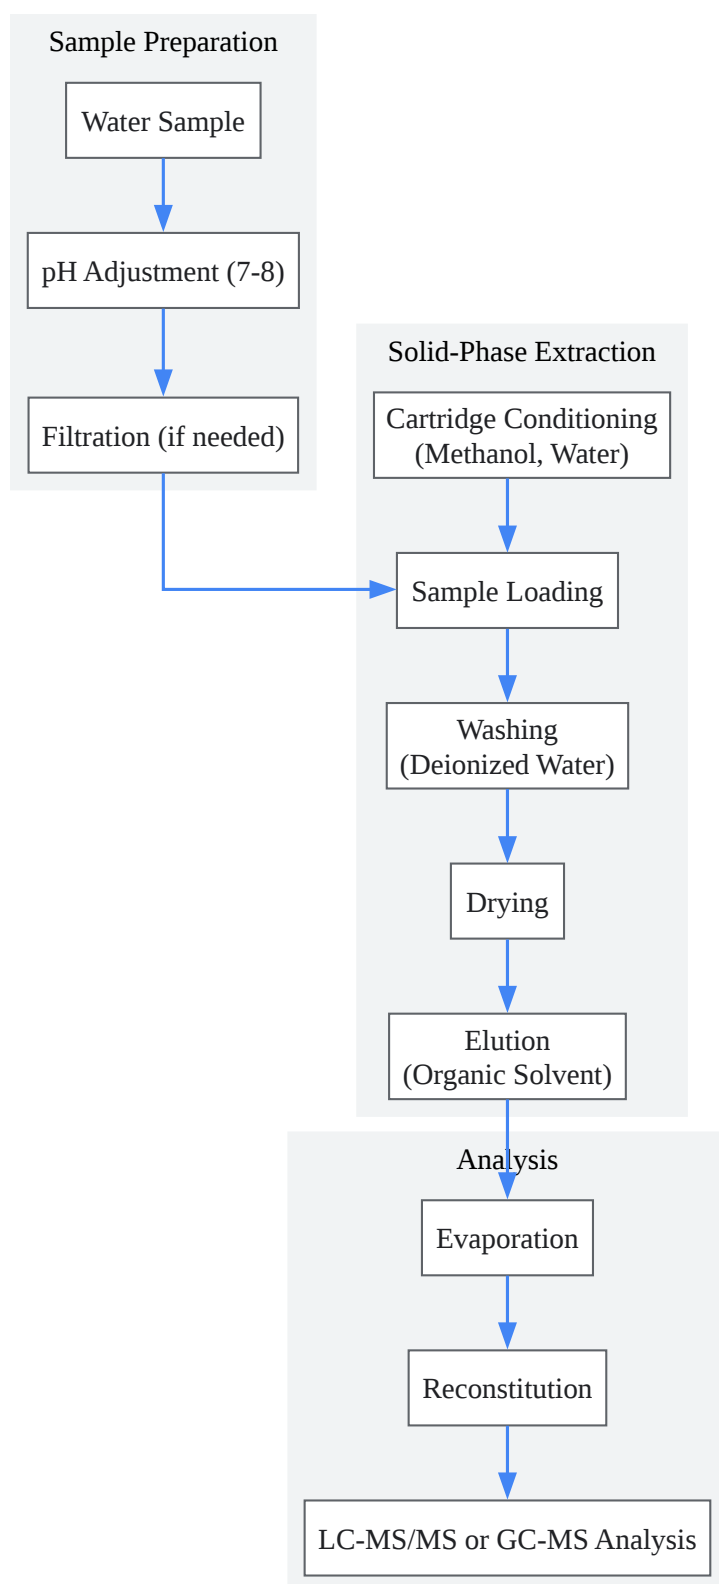 Sample Preparation
Water Sample
pH Adjustment (7-8)
Filtration (if needed)
Solid-Phase Extraction
Cartridge Conditioning
(Methanol, Water)
Sample Loading
Washing
(Deionized Water)
Drying
Elution
(Organic Solvent)
Analysis
Evaporation
Reconstitution
LC-MS/MS or GC-MS Analysis